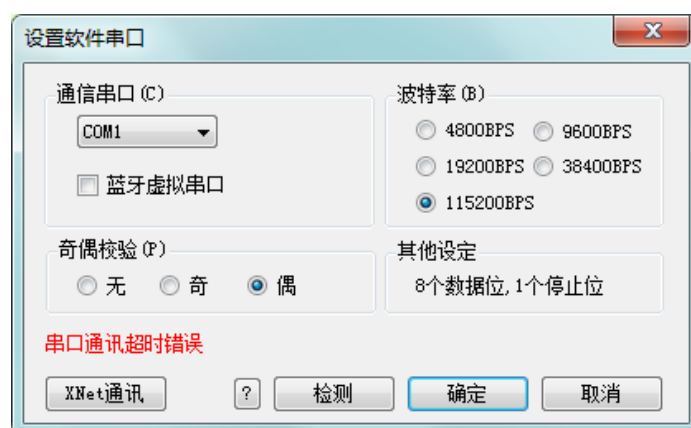 设置软件串口
通信串口(C)
COM1
蓝牙虚拟串口
波特率(B)
4800BPS 9600BPS
19200BPS 38400BPS
115200BPS
奇偶校验(P)
无 奇 偶
其他设定
8个数据位,1个停止位
串口通讯超时错误
XNet通讯 ? 检测 确定 取消